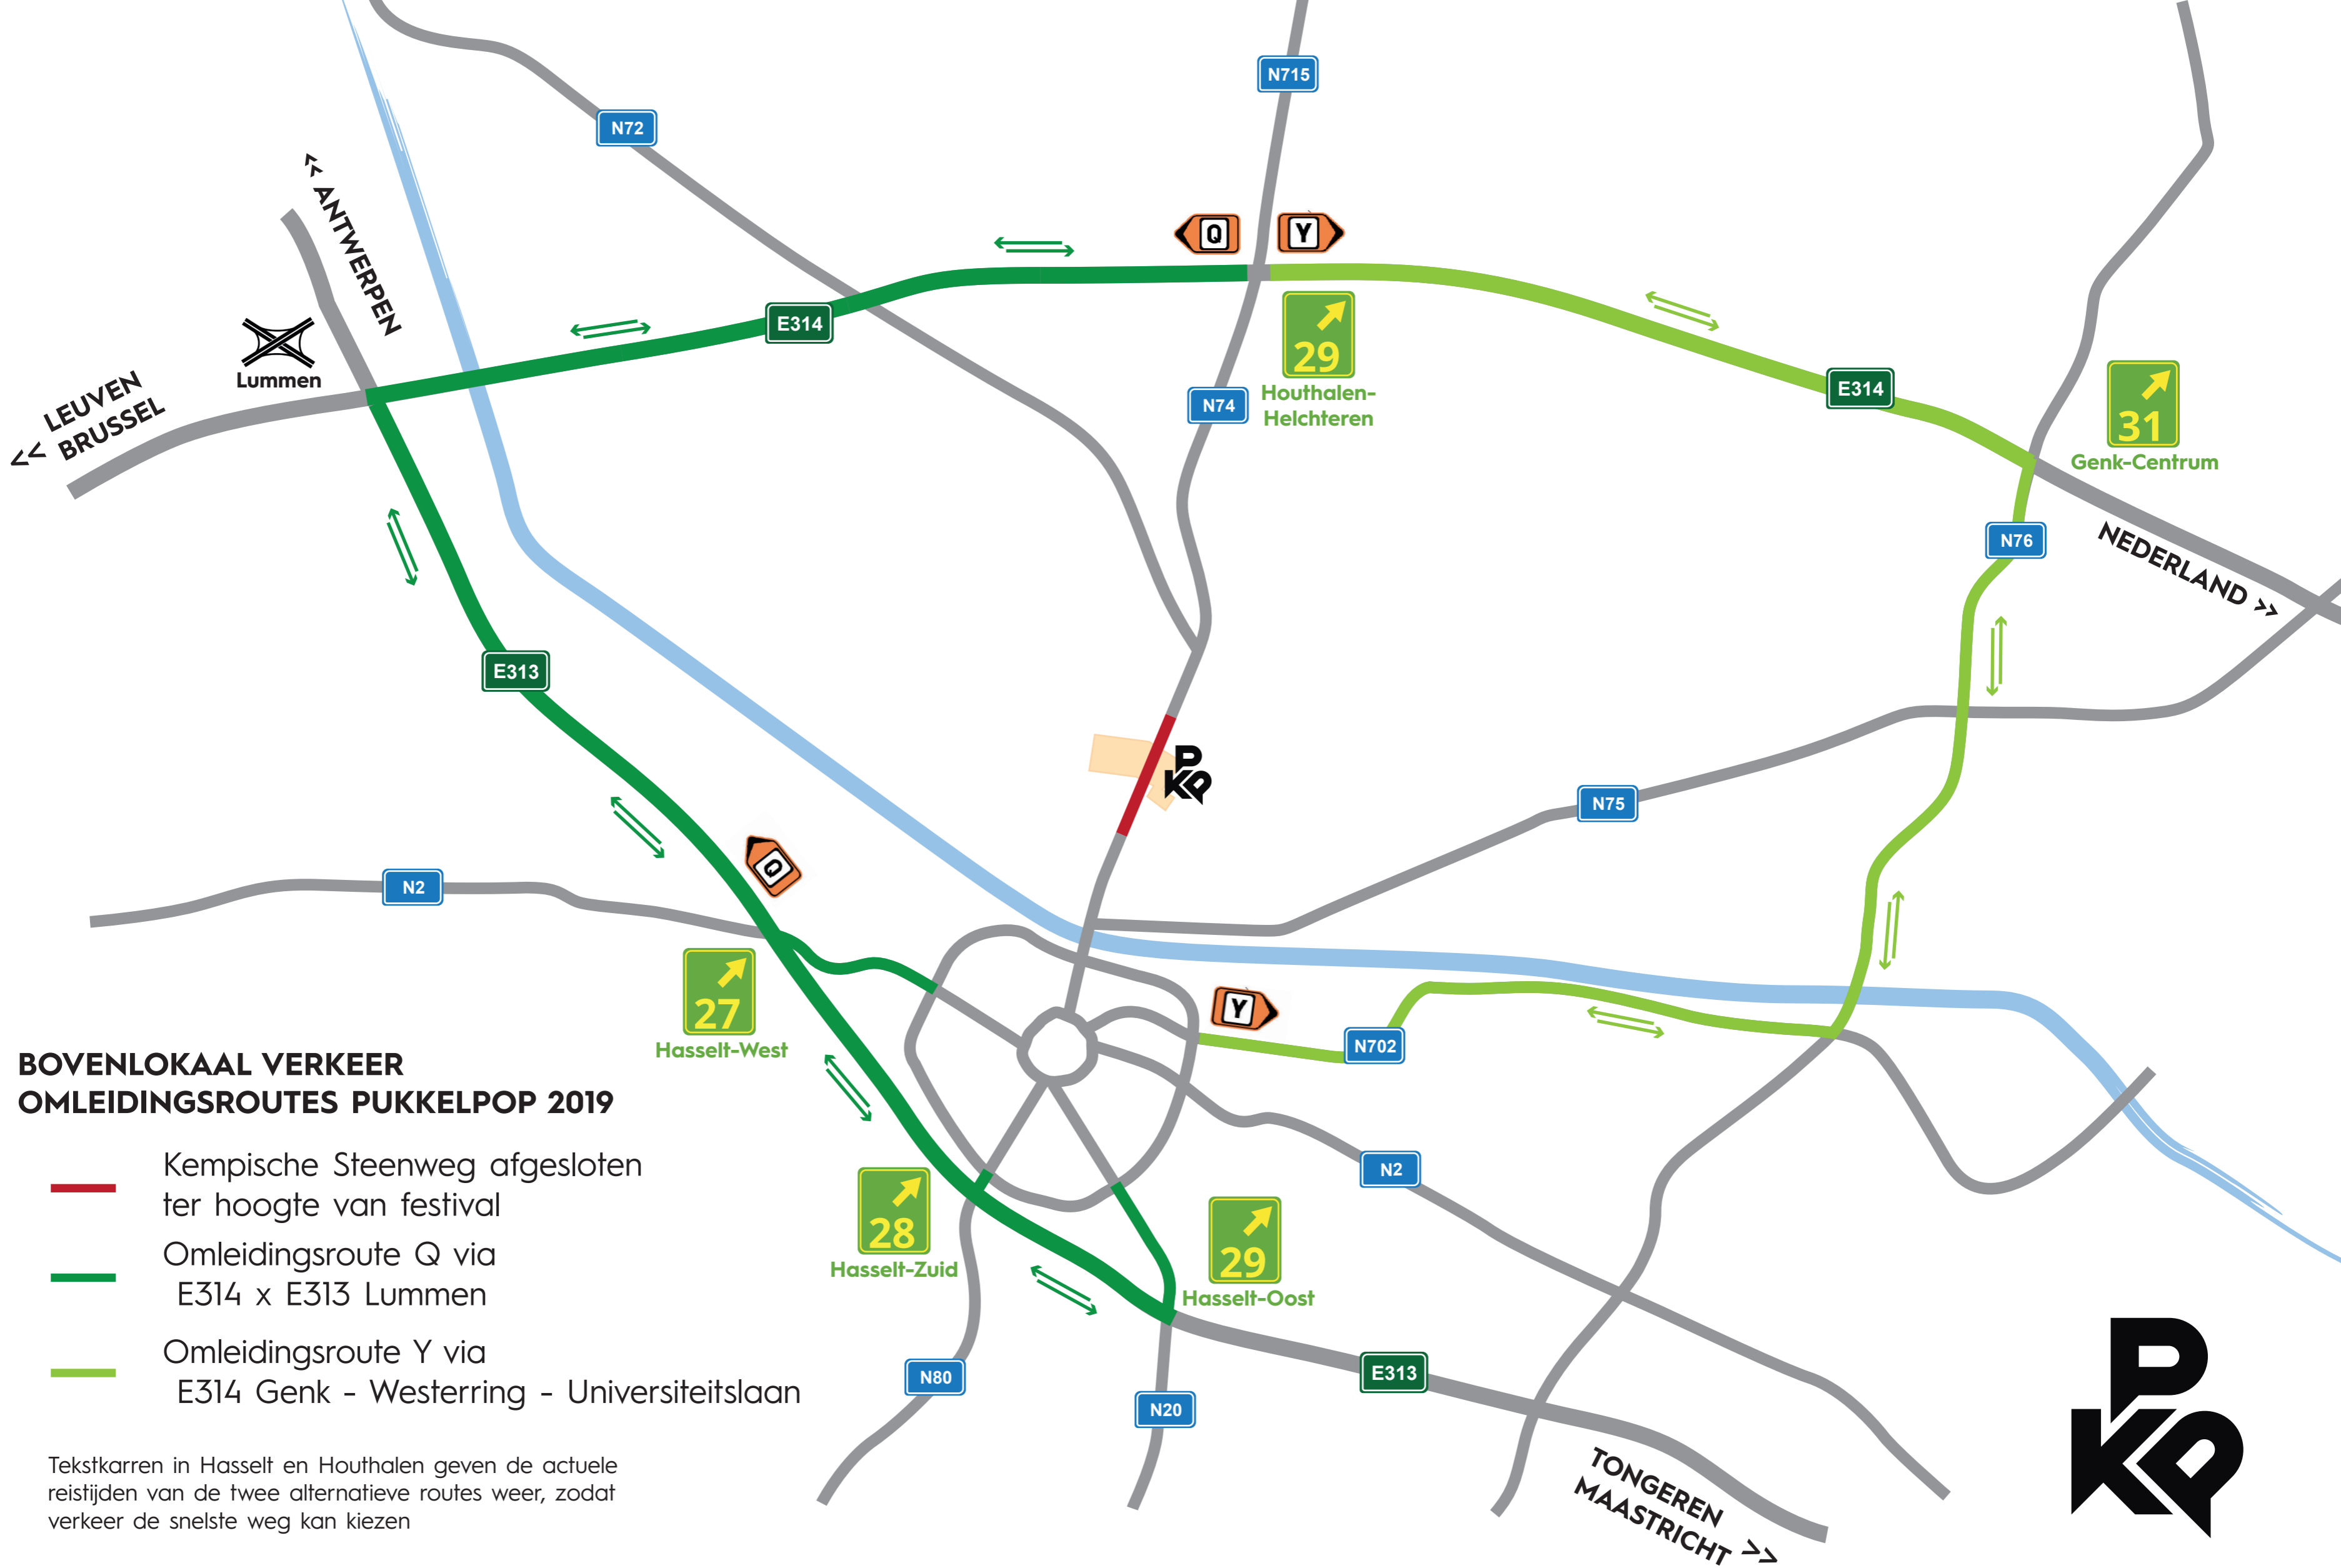 N715
N72
<< ANTWERPEN
Q
Y
E314
29
Houthalen-
Helchteren
Lummen
LEUVEN
<< BRUSSEL
N74
E314
31
Genk-Centrum
N76
NEDERLAND >>
E313
PKP
N75
Q
N2
27
Hasselt-West
Y
N702
BOVENLOKAAL VERKEER
OMLEIDINGSROUTES PUKKELPOP 2019
Kempische Steenweg afgesloten
ter hoogte van festival
Omleidingsroute Q via
E314 x E313 Lummen
Omleidingsroute Y via
E314 Genk - Westerring - Universiteitslaan
Tekstkarren in Hasselt en Houthalen geven de actuele
reistijden van de twee alternatieve routes weer, zodat
verkeer de snelste weg kan kiezen
N2
28
Hasselt-Zuid
29
Hasselt-Oost
N80
N20
E313
TONGEREN
MAASTRICHT >>
PKP